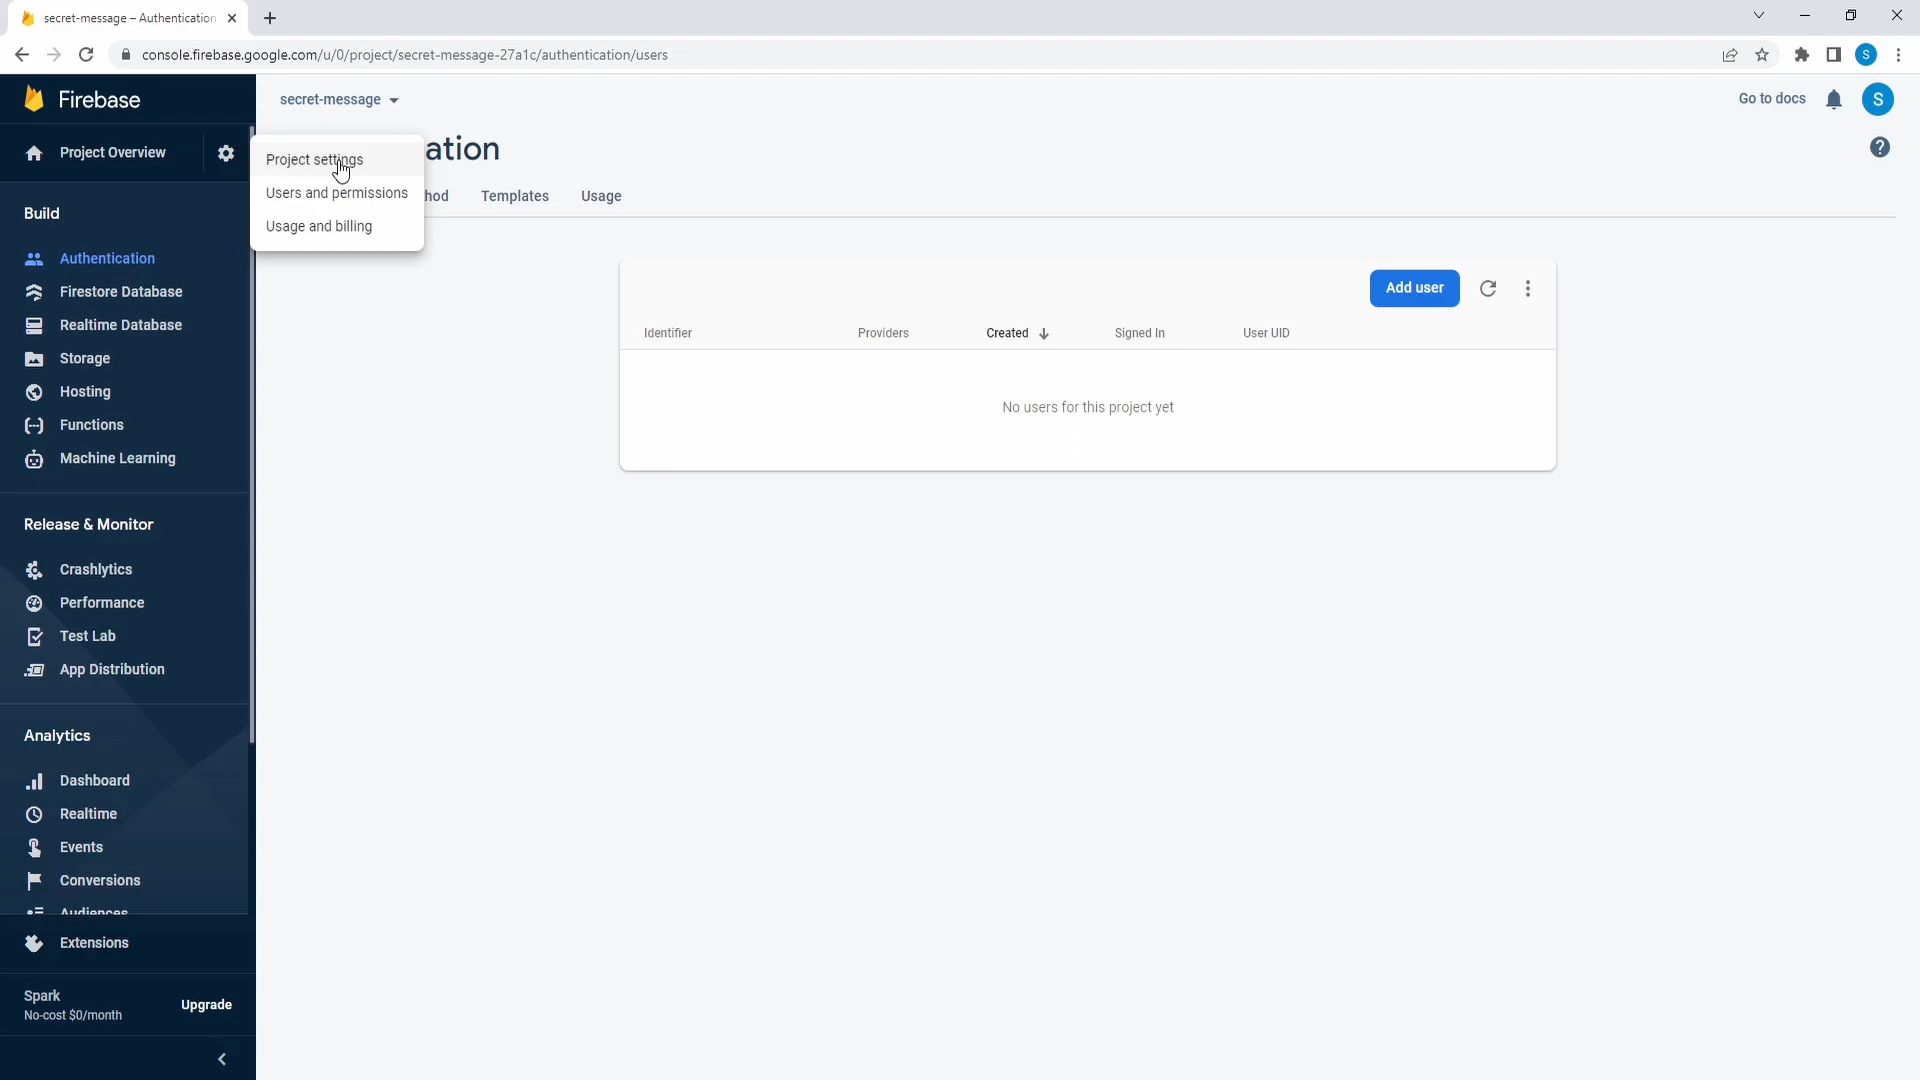 secret-message – Authentication
console.firebase.google.com/u/0/project/secret-message-27a1c/authentication/users
S
Firebase
secret-message
Go to docs
S
Project Overview
Project settings
Users and permissions
Usage and billing
ation
hod
Templates
Usage
Build
Authentication
Firestore Database
Realtime Database
Storage
Hosting
Functions
Machine Learning
Add user
Identifier
Providers
Created
Signed In
User UID
No users for this project yet
Release & Monitor
Crashlytics
Performance
Test Lab
App Distribution
Analytics
Dashboard
Realtime
Events
Conversions
Audiences
Extensions
Spark
No-cost $0/month
Upgrade